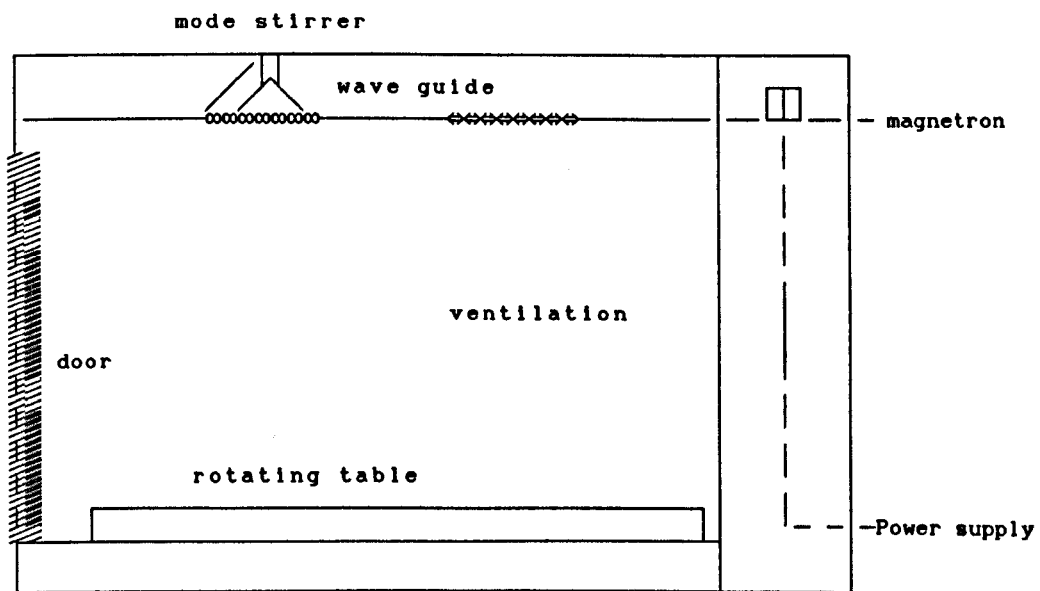 mode stirrer
wave guide
magnetron
ventilation
door
rotating table
Power supply